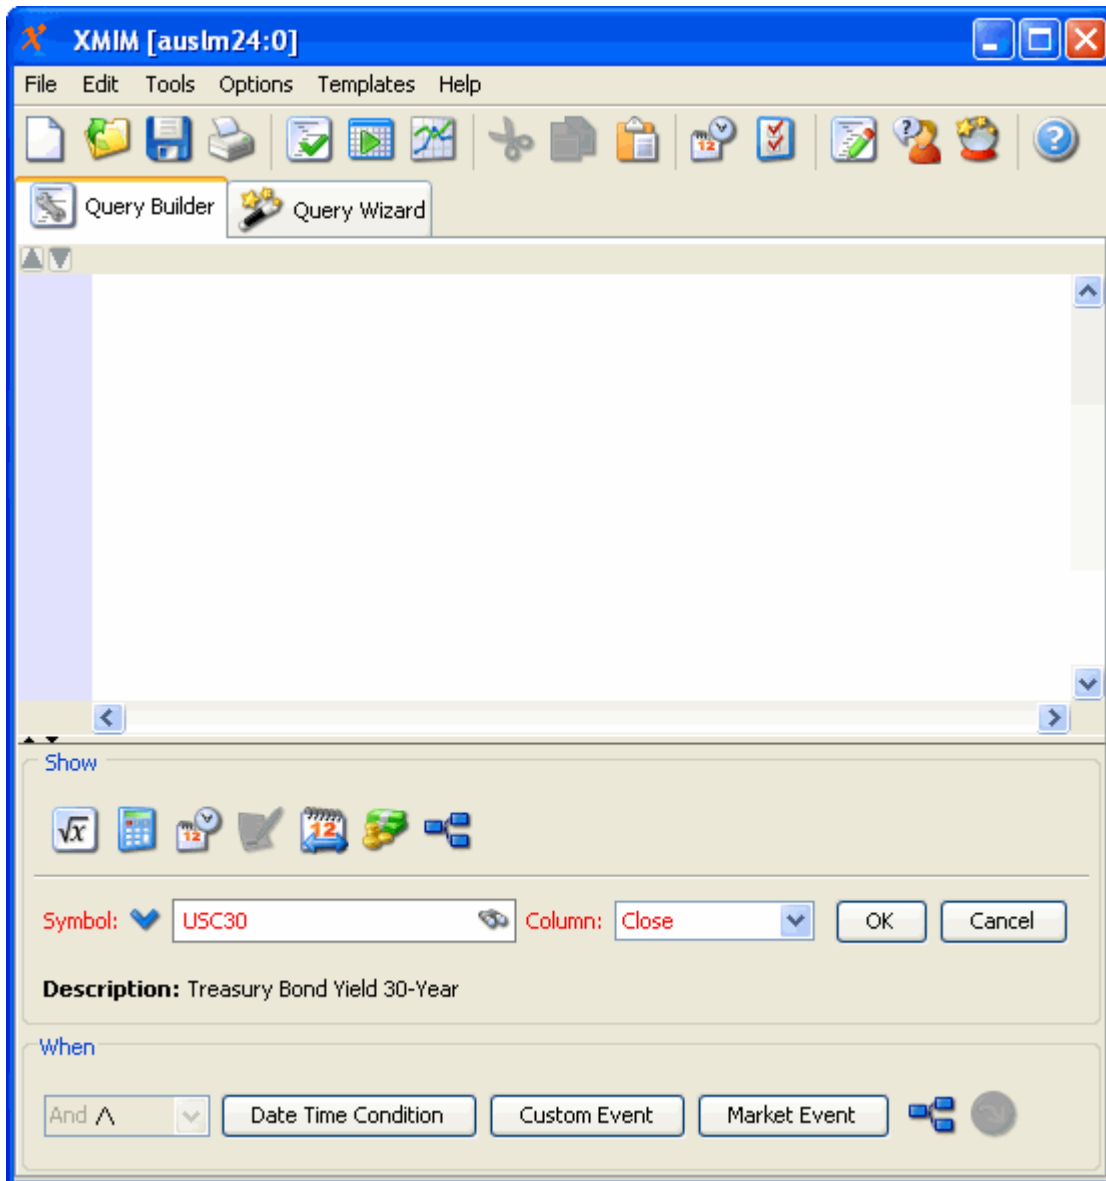 XMIM [auslm24:0]
File Edit Tools Options Templates Help
Query Builder Query Wizard
Show
Symbol: USC30 Column: Close OK Cancel
Description: Treasury Bond Yield 30-Year
When
And /\ Date Time Condition Custom Event Market Event